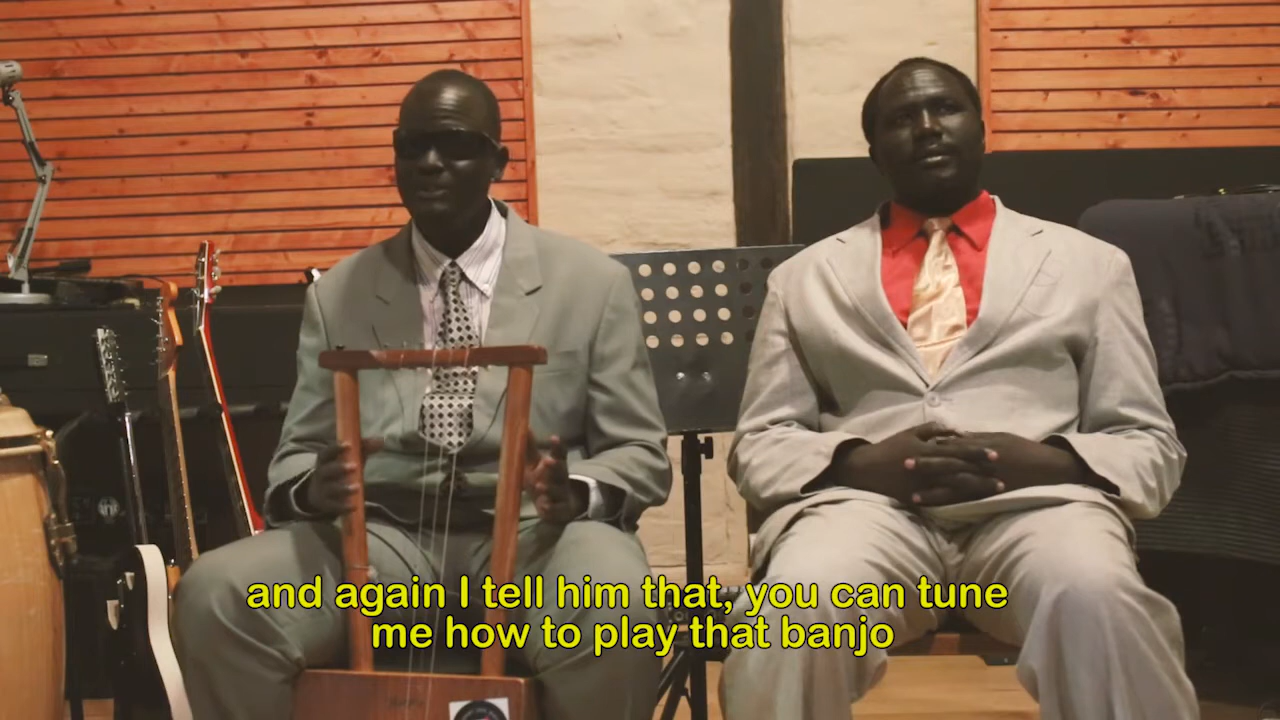 and again I tell him that, you can tune
me how to play that banjo